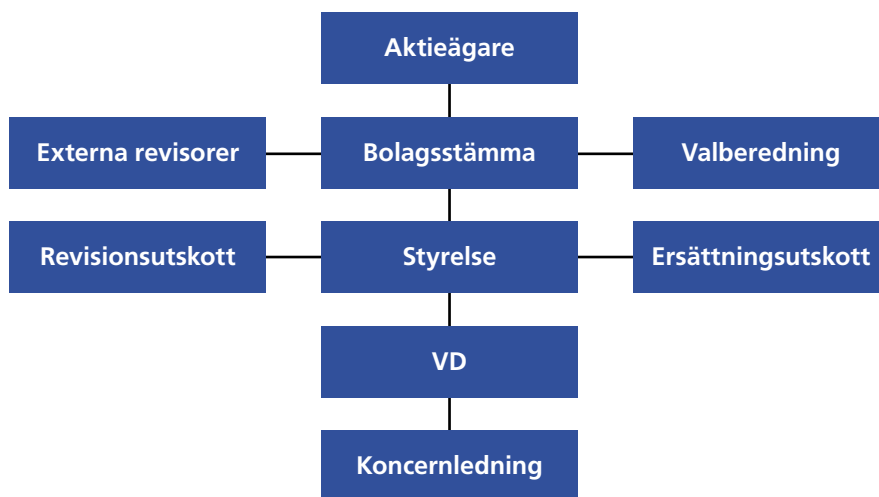 Aktieägare
Externa revisorer
Bolagsstämma
Valberedning
Revisionsutskott
Styrelse
Ersättningsutskott
VD
Koncernledning